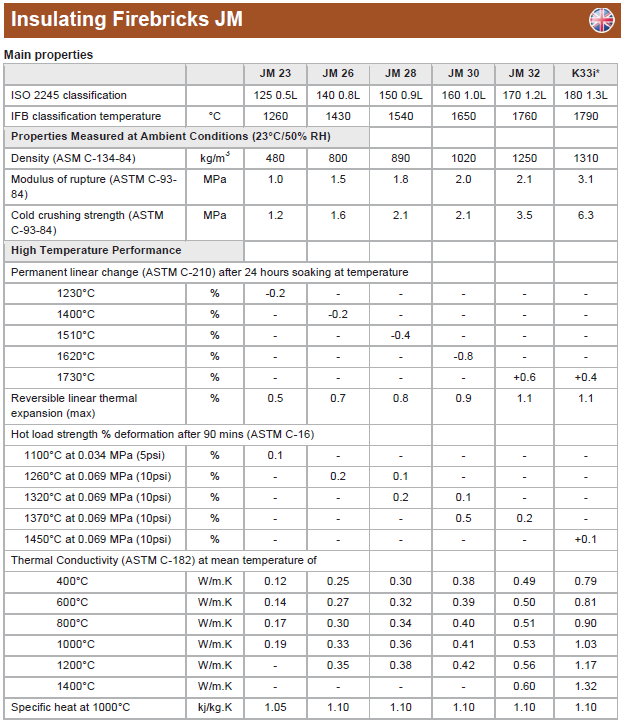 Insulating Firebricks JM
Main properties
JM 23 JM 26 JM 28 JM 30 JM 32 K33i*
ISO 2245 classification 125 0.5L 140 0.8L 150 0.9L 160 1.0L 170 1.2L 180 1.3L
IFB classification temperature °C 1260 1430 1540 1650 1760 1790
Properties Measured at Ambient Conditions (23°C/50% RH)
Density (ASM C-134-84) kg/m³ 480 800 890 1020 1250 1310
Modulus of rupture (ASTM C-93- MPa 1.0 1.5 1.8 2.0 2.1 3.1
84)
Cold crushing strength (ASTM MPa 1.2 1.6 2.1 2.1 3.5 6.3
C-93-84)
High Temperature Performance
Permanent linear change (ASTM C-210) after 24 hours soaking at temperature
1230°C % -0.2 - - - - -
1400°C % - -0.2 - - - -
1510°C % - - -0.4 - - -
1620°C % - - - -0.8 - -
1730°C % - - - - +0.6 +0.4
Reversible linear thermal % 0.5 0.7 0.8 0.9 1.1 1.1
expansion (max)
Hot load strength % deformation after 90 mins (ASTM C-16)
1100°C at 0.034 MPa (5psi) % 0.1 - - - - -
1260°C at 0.069 MPa (10psi) % - 0.2 0.1 - - -
1320°C at 0.069 MPa (10psi) % - - 0.2 0.1 - -
1370°C at 0.069 MPa (10psi) % - - - 0.5 0.2 -
1450°C at 0.069 MPa (10psi) % - - - - - +0.1
Thermal Conductivity (ASTM C-182) at mean temperature of
400°C W/m.K 0.12 0.25 0.30 0.38 0.49 0.79
600°C W/m.K 0.14 0.27 0.32 0.39 0.50 0.81
800°C W/m.K 0.17 0.30 0.34 0.40 0.51 0.90
1000°C W/m.K 0.19 0.33 0.36 0.41 0.53 1.03
1200°C W/m.K - 0.35 0.38 0.42 0.56 1.17
1400°C W/m.K - - - - 0.60 1.32
Specific heat at 1000°C kj/kg.K 1.05 1.10 1.10 1.10 1.10 1.10